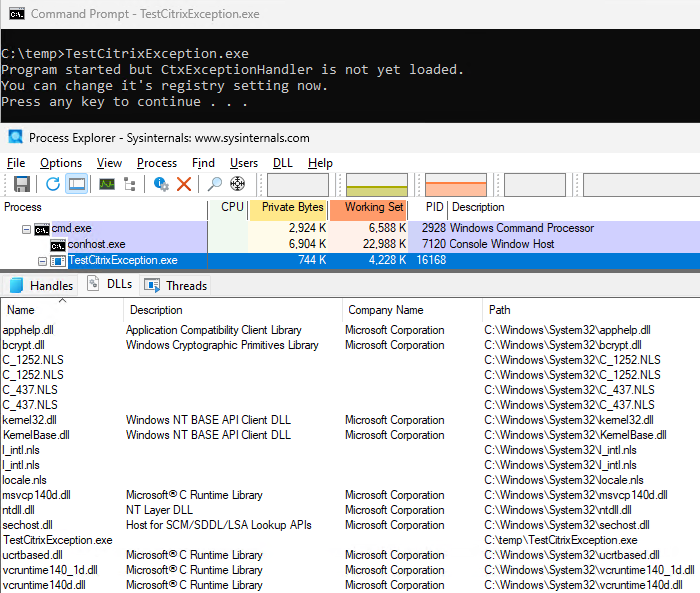 Command Prompt - TestCitrixException.exe
C:\temp>TestCitrixException.exe
Program started but CtxExceptionHandler is not yet loaded.
You can change it's registry setting now.
Press any key to continue . . .
Process Explorer - Sysinternals: www.sysinternals.com
File Options View Process Find Users DLL Help
Process CPU Private Bytes Working Set PID Description
cmd.exe 2,924 K 6,588 K 2928 Windows Command Processor
conhost.exe 6,904 K 22,988 K 7120 Console Window Host
TestCitrixException.exe 744 K 4,228 K 16168
Handles DLLs Threads
Name Description Company Name Path
apphelp.dll Application Compatibility Client Library Microsoft Corporation C:\Windows\System32\apphelp.dll
bcrypt.dll Windows Cryptographic Primitives Library Microsoft Corporation C:\Windows\System32\bcrypt.dll
C_1252.NLS C:\Windows\System32\C_1252.NLS
C_1252.NLS C:\Windows\System32\C_1252.NLS
C_437.NLS C:\Windows\System32\C_437.NLS
C_437.NLS C:\Windows\System32\C_437.NLS
kernel32.dll Windows NT BASE API Client DLL Microsoft Corporation C:\Windows\System32\kernel32.dll
KernelBase.dll Windows NT BASE API Client DLL Microsoft Corporation C:\Windows\System32\KernelBase.dll
l_intl.nls C:\Windows\System32\l_intl.nls
l_intl.nls C:\Windows\System32\l_intl.nls
locale.nls C:\Windows\System32\locale.nls
msvcp140d.dll Microsoft® C Runtime Library Microsoft Corporation C:\Windows\System32\msvcp140d.dll
ntdll.dll NT Layer DLL Microsoft Corporation C:\Windows\System32\ntdll.dll
sechost.dll Host for SCM/SDDL/LSA Lookup APIs Microsoft Corporation C:\Windows\System32\sechost.dll
TestCitrixException.exe C:\temp\TestCitrixException.exe
ucrtbased.dll Microsoft® C Runtime Library Microsoft Corporation C:\Windows\System32\ucrtbased.dll
vcruntime140_1d.dll Microsoft® C Runtime Library Microsoft Corporation C:\Windows\System32\vcruntime140_1d.dll
vcruntime140d.dll Microsoft® C Runtime Library Microsoft Corporation C:\Windows\System32\vcruntime140d.dll